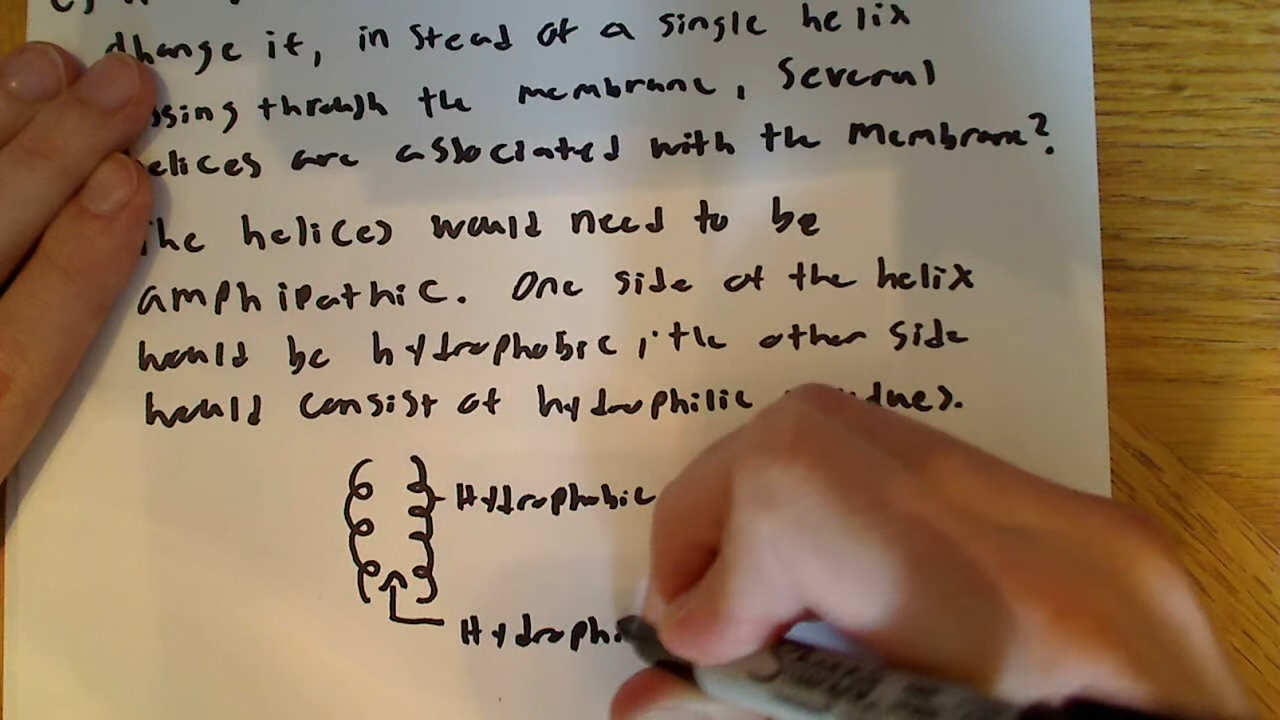 change it, in stead of a single helix
through the membrane, several
helices are associated with the membrane?
The helices would need to be
amphipathic. One side of the helix
would be hydrophobic; the other side
would consist of hydrophilic
Hydrophobic
Hydroph